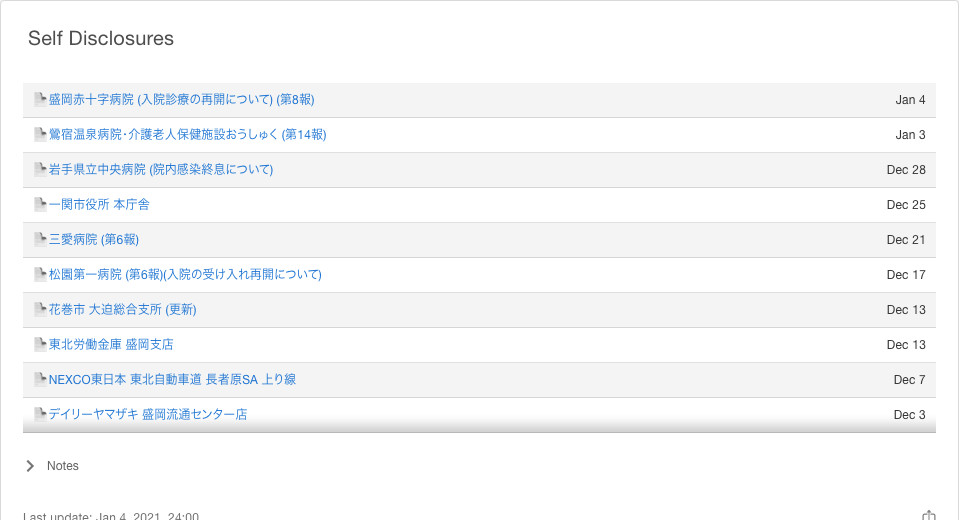 Self Disclosures
盛岡赤十字病院 (入院診療の再開について) (第8報) Jan 4
鶯宿温泉病院・介護老人保健施設おうしゅく (第14報) Jan 3
岩手県立中央病院 (院内感染終息について) Dec 28
一関市役所 本庁舎 Dec 25
三愛病院 (第6報) Dec 21
松園第一病院 (第6報)(入院の受け入れ再開について) Dec 17
花巻市 大迫総合支所 (更新) Dec 13
東北労働金庫 盛岡支店 Dec 13
NEXCO東日本 東北自動車道 長者原SA 上り線 Dec 7
デイリーヤマザキ 盛岡流通センター店 Dec 3
Notes
Last update: Jan 4, 2021, 24:00